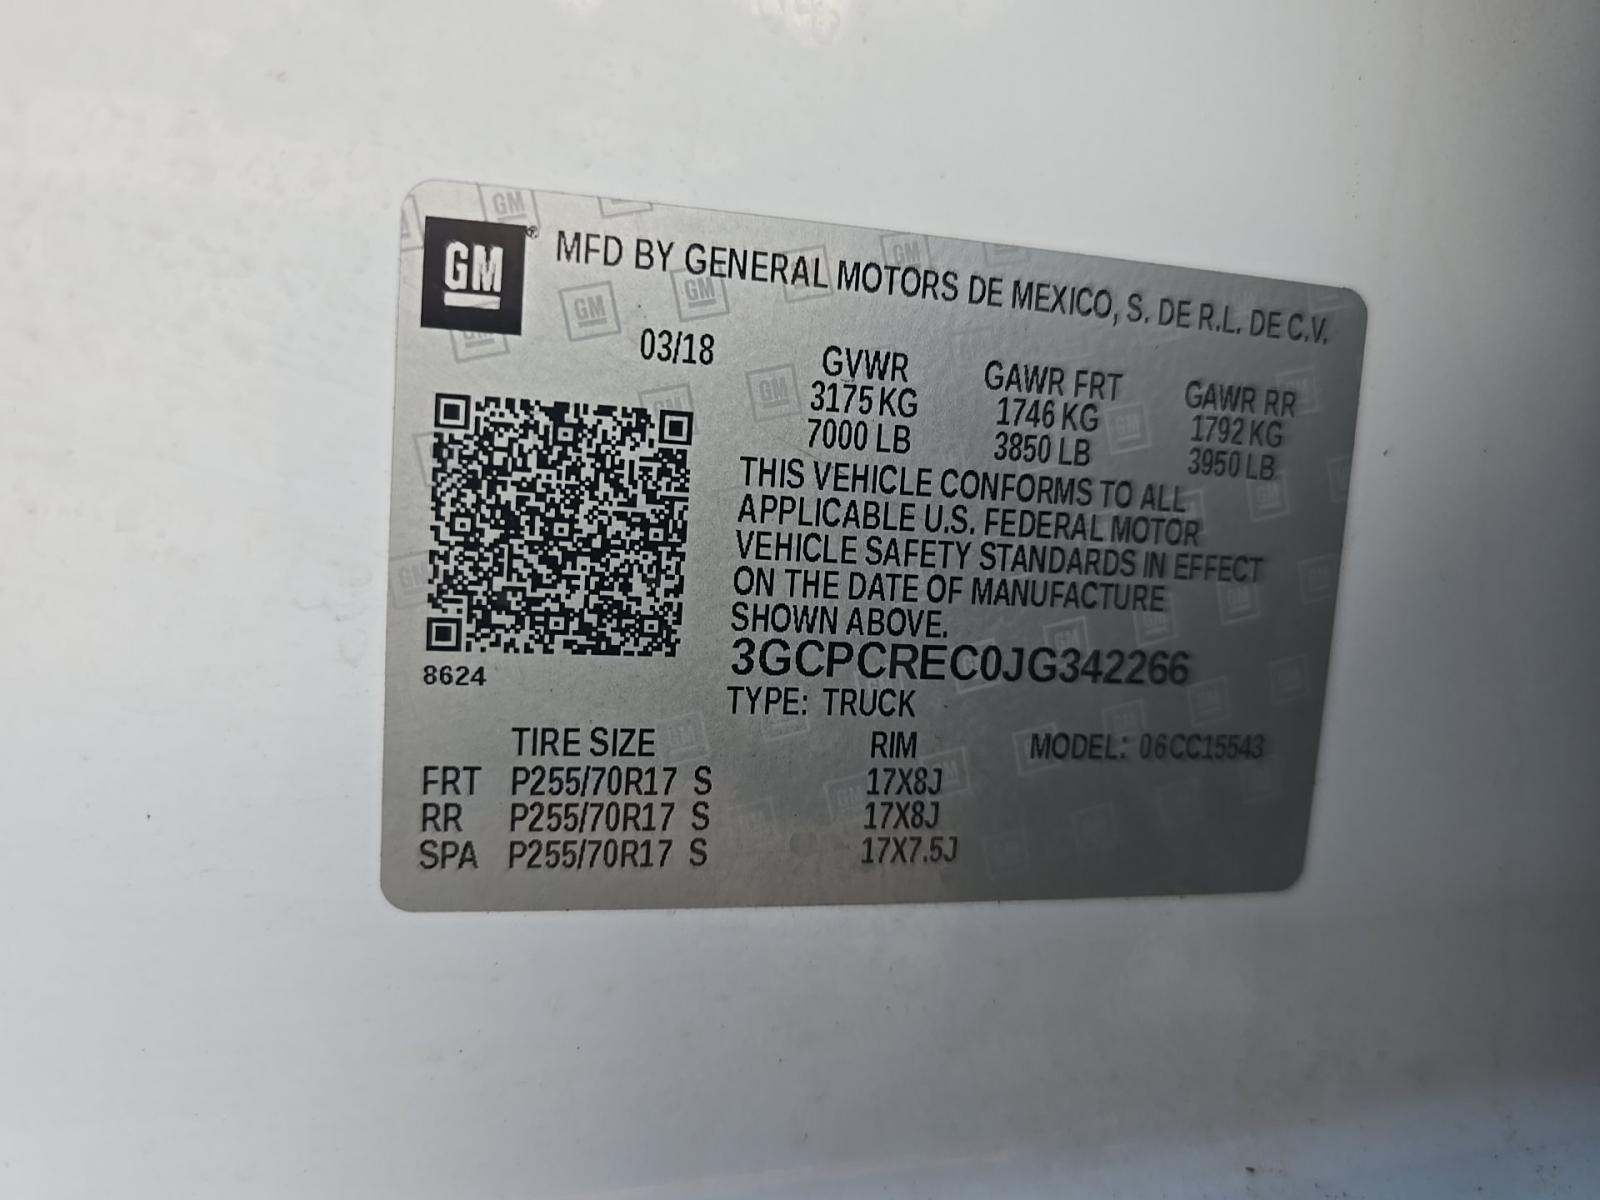 GM® MFD BY GENERAL MOTORS DE MEXICO, S. DE R.L. DE C.V.
03/18
GVWR GAWR FRT GAWR RR
3175 KG 1746 KG 1792 KG
7000 LB 3850 LB 3950 LB
THIS VEHICLE CONFORMS TO ALL
APPLICABLE U.S. FEDERAL MOTOR
VEHICLE SAFETY STANDARDS IN EFFECT
ON THE DATE OF MANUFACTURE
SHOWN ABOVE.
8624
3GCPCREC0JG342266
TYPE: TRUCK
TIRE SIZE RIM MODEL: 06CC15543
FRT P255/70R17 S 17X8J
RR P255/70R17 S 17X8J
SPA P255/70R17 S 17X7.5J